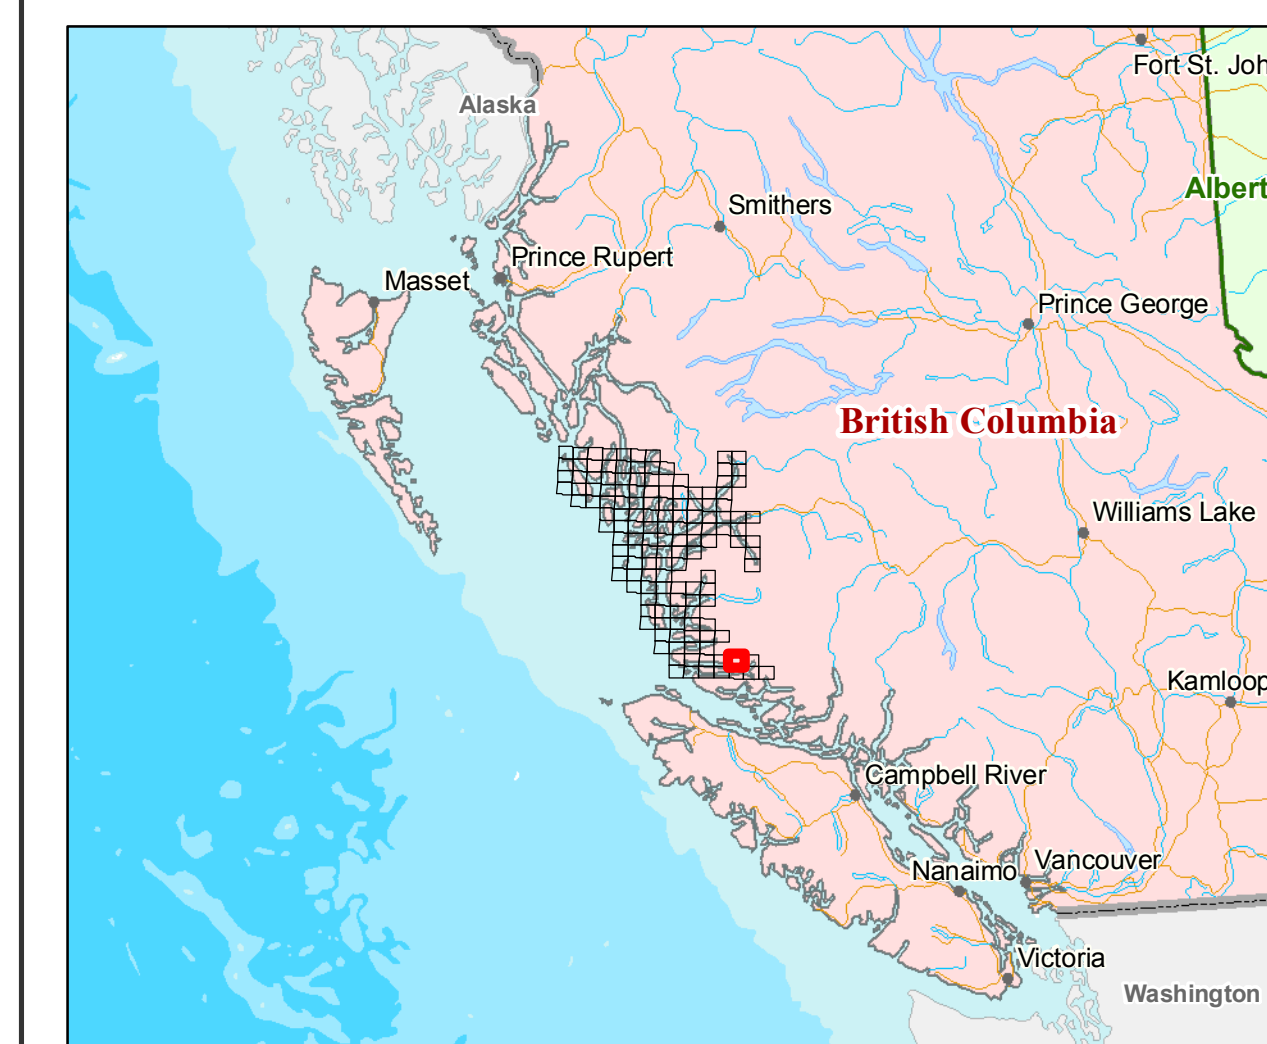 Fort St. Joh
Alaska
Albert
Smithers
Prince Rupert
Masset
Prince George
British Columbia
Williams Lake
Kamloop
Campbell River
Vancouver
Nanaimo
Victoria
Washington